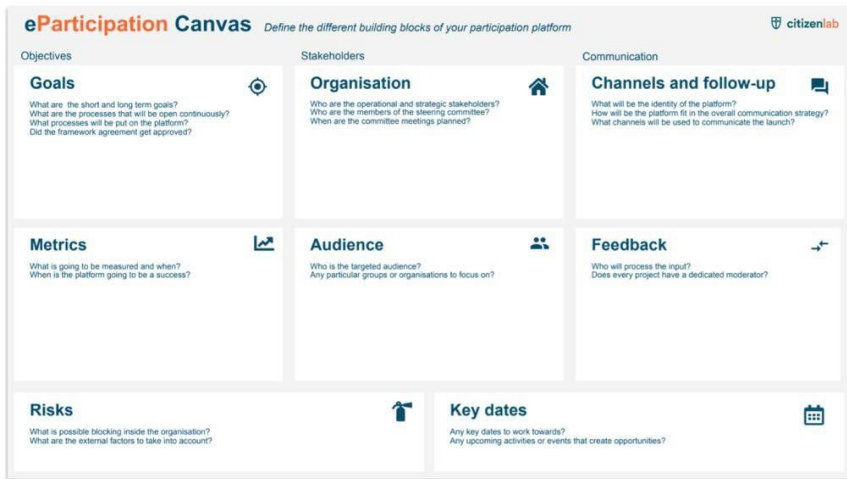 eParticipation Canvas Define the different building blocks of your participation platform
citizenlab
Objectives
Stakeholders
Communication
Goals
What are the short and long term goals?
What are the processes that will be open continuously?
What processes will be put on the platform?
Did the framework agreement get approved?
Organisation
Who are the operational and strategic stakeholders?
Who are the members of the steering committee?
When are the committee meetings planned?
Channels and follow-up
What will be the identity of the platform?
How will be the platform fit in the overall communication strategy?
What channels will be used to communicate the launch?
Metrics
What is going to be measured and when?
When is the platform going to be a success?
Audience
Who is the targeted audience?
Any particular groups or organisations to focus on?
Feedback
Who will process the input?
Does every project have a dedicated moderator?
Risks
What is possible blocking inside the organisation?
What are the external factors to take into account?
Key dates
Any key dates to work towards?
Any upcoming activities or events that create opportunities?